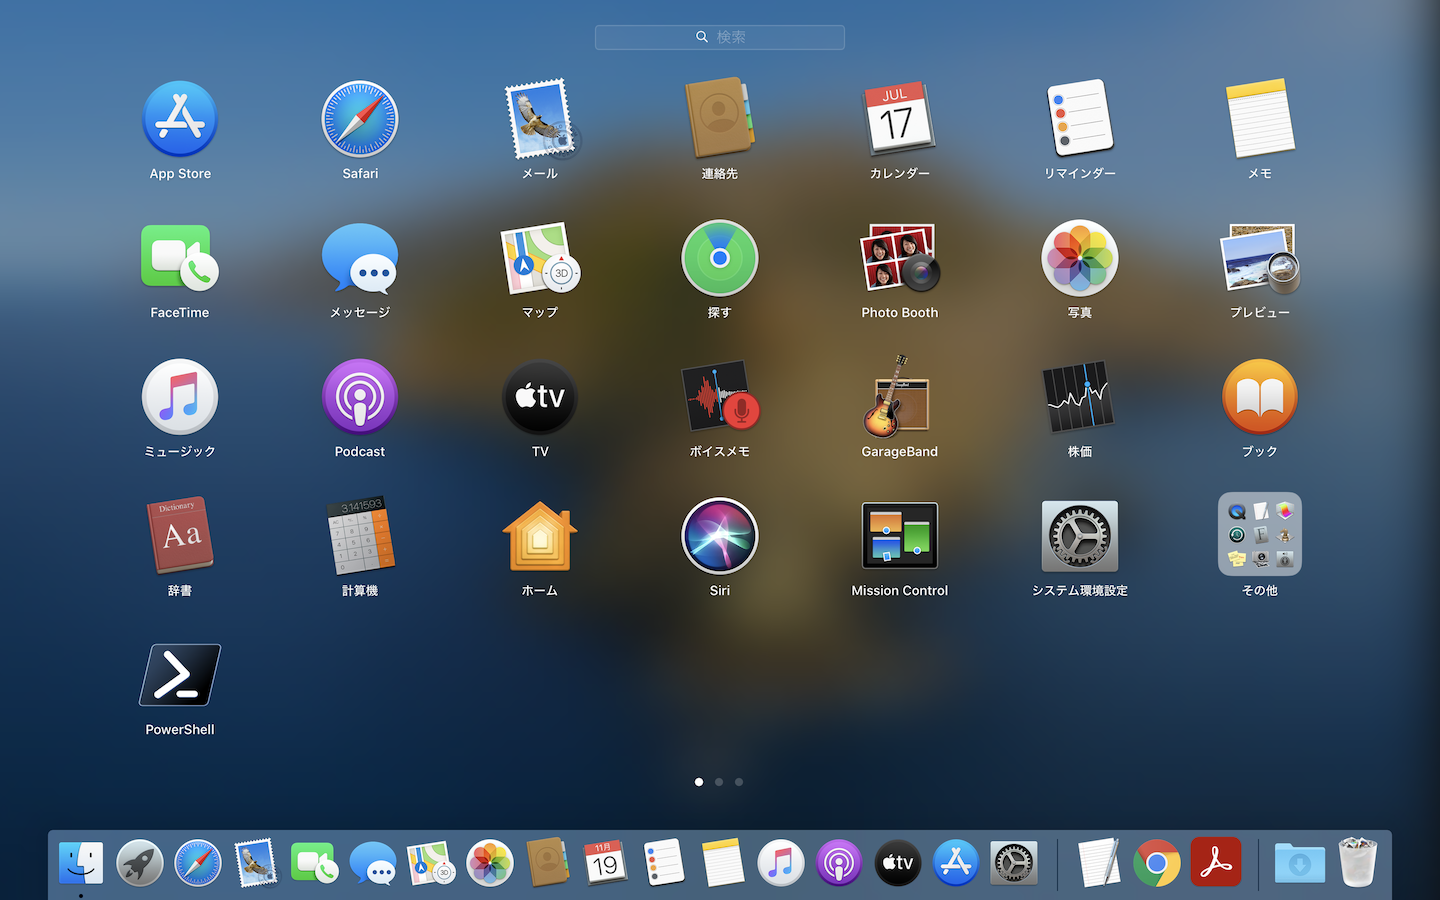 検索
App Store
Safari
メール
連絡先
JUL
17
カレンダー
リマインダー
メモ
FaceTime
メッセージ
3D
マップ
探す
Photo Booth
写真
プレビュー
ミュージック
Podcast
tv
TV
ボイスメモ
GarageBand
株価
ブック
Dictionary
Aa
辞書
3.141593
計算機
ホーム
Siri
Mission Control
システム環境設定
その他
PowerShell
3D
11月
19
tv